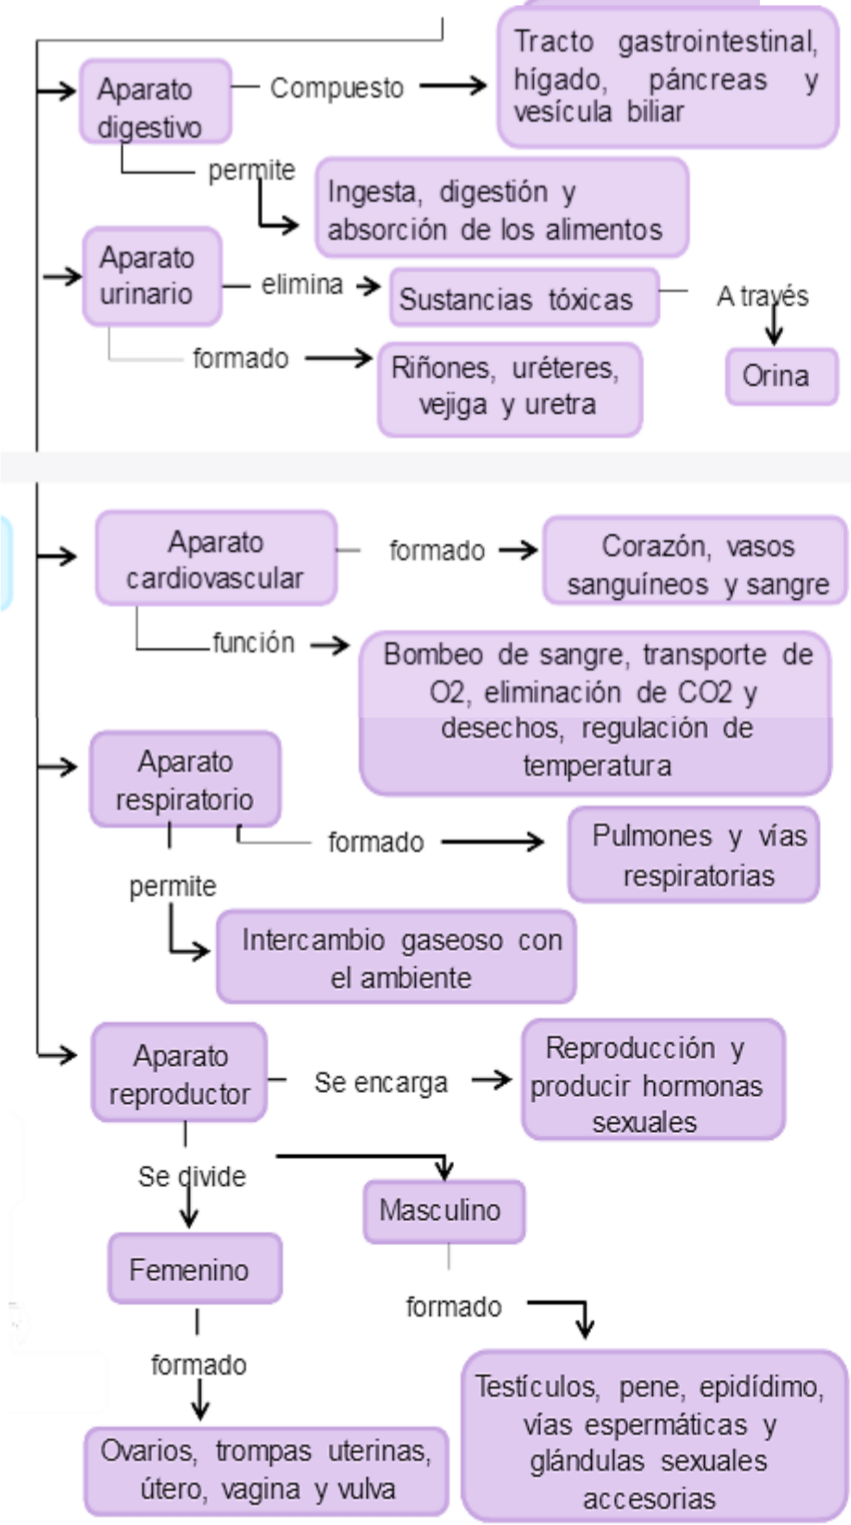 Tracto gastrointestinal,
hígado, páncreas y
vesícula biliar
Aparato
digestivo
Compuesto
permite
Ingesta, digestión y
absorción de los alimentos
Aparato
urinario
elimina
Sustancias tóxicas
A través
Orina
formado
Riñones, uréteres,
vejiga y uretra
Aparato
cardiovascular
formado
Corazón, vasos
sanguíneos y sangre
función
Bombeo de sangre, transporte de
O2, eliminación de CO2 y
desechos, regulación de
temperatura
Aparato
respiratorio
formado
Pulmones y vías
respiratorias
permite
Intercambio gaseoso con
el ambiente
Aparato
reproductor
Se encarga
Reproducción y
producir hormonas
sexuales
Se divide
Masculino
Femenino
formado
formado
Testículos, pene, epidídimo,
vías espermáticas y
glándulas sexuales
accesorias
Ovarios, trompas uterinas,
útero, vagina y vulva